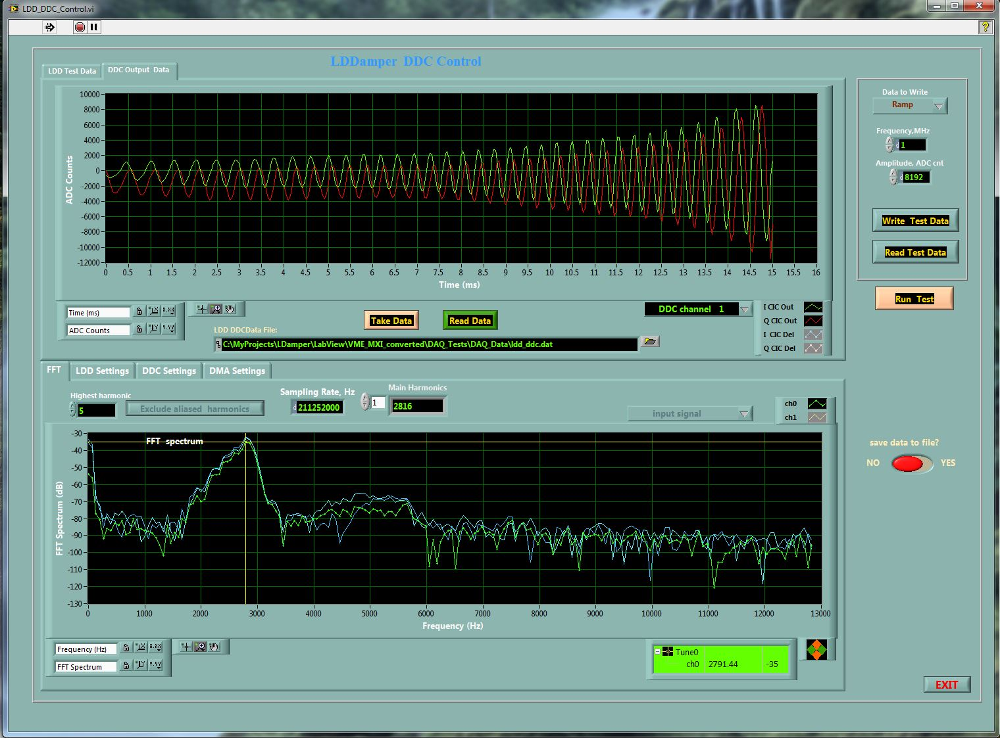 LDD_DDC_Control.vi
?
LDDamper DDC Control
LDD Test Data
DDC Output Data
10000
8000
6000
4000
2000
0
-2000
-4000
-6000
-8000
-10000
-12000
ADC Counts
0 0.5 1 1.5 2 2.5 3 3.5 4 4.5 5 5.5 6 6.5 7 7.5 8 8.5 9 9.5 10 10.5 11 11.5 12 12.5 13 13.5 14 14.5 15 15.5 16
Time (ms)
Time (ms)
ADC Counts
Take Data
Read Data
DDC channel 1
I CIC Out
Q CIC Out
I CIC Del
Q CIC Del
LDD DDCData File:
C:\MyProjects\LDamper\LabView\VME_MXI_converted\DAQ_Tests\DAQ_Data\ldd_ddc.dat
Data to Write
Ramp
Frequency,MHz
d 1
Amplitude, ADC cnt
d 8192
Write Test Data
Read Test Data
Run Test
save data to file?
NO
YES
EXIT
FFT
LDD Settings
DDC Settings
DMA Settings
Highest harmonic
5
Exclude aliased harmonics
Sampling Rate, Hz
d 211252000
1
Main Harmonics
2816
input signal
ch0
ch1
FFT spectrum
-30
-40
-50
-60
-70
-80
-90
-100
-110
-120
-130
FFT Spectrum (dB)
0 1000 2000 3000 4000 5000 6000 7000 8000 9000 10000 11000 12000 13000
Frequency (Hz)
Frequency (Hz)
FFT Spectrum
Tune0
ch0 2791.44 -35